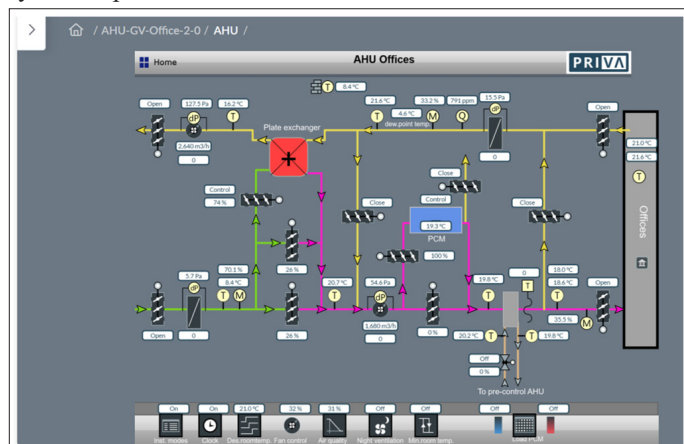 / AHU-GV-Office-2-0 / AHU /
Home
AHU Offices
PRIVA
T 8.4 °C
Open
127.5 Pa
16.2 °C
21.6 °C
33.2 %
791 ppm
15.5 Pa
Open
dP
T
4.6 °C
T
M
Q
dP
dew.point temp.
Plate exchanger
2,640 m3/h
0
0
21.0 °C
21.6 °C
T
Close
Control
Control
74 %
Close
Close
19.3 °C
PCM
Offices
100 %
5.7 Pa
70.1 %
26 %
8.4 °C
20.7 °C
54.6 Pa
19.8 °C
0
18.0 °C
18.6 °C
Open
dP
T
M
T
dP
T
T
T
1,680 m3/h
35.5 %
M
Open
0
26 %
0
0 %
20.2 °C
T
T
19.8 °C
Off
0 %
To pre-control AHU
On
On
21.0 °C
32 %
31 %
Off
Off
Off
Off
Inst. modes
Clock
Des.roomtemp.
Fan control
Air quality
Night ventilation
Min.room temp.
Load PCM